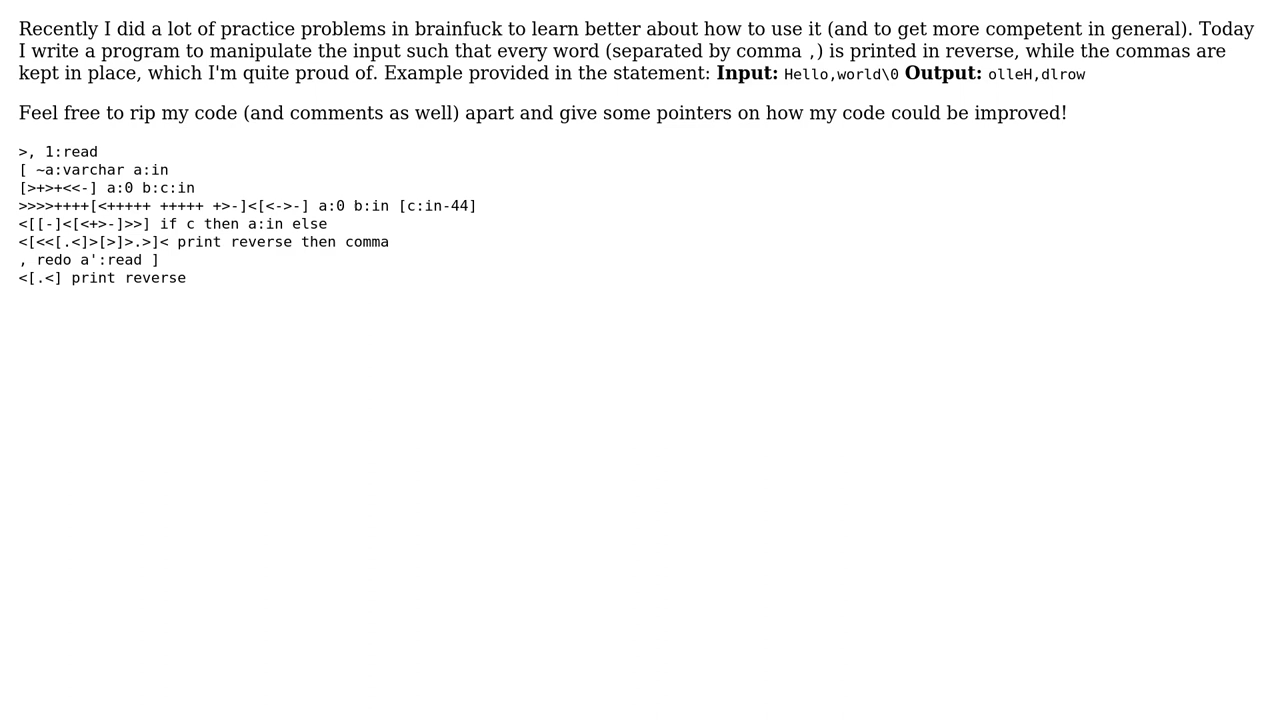 Recently I did a lot of practice problems in brainfuck to learn better about how to use it (and to get more competent in general). Today
I write a program to manipulate the input such that every word (separated by comma ,) is printed in reverse, while the commas are
kept in place, which I'm quite proud of. Example provided in the statement: Input: Hello,world\0 Output: olleH,dlrow
Feel free to rip my code (and comments as well) apart and give some pointers on how my code could be improved!
>, 1:read
[ ~a:varchar a:in
[>+>+<<-] a:0 b:c:in
>>>>++++[<+++++ +++++ +>-]<[<->-] a:0 b:in [c:in-44]
<[[-]<[<+>-]>>] if c then a:in else
<[<<[.<]>[>]>.>]< print reverse then comma
, redo a':read ]
<[.<] print reverse